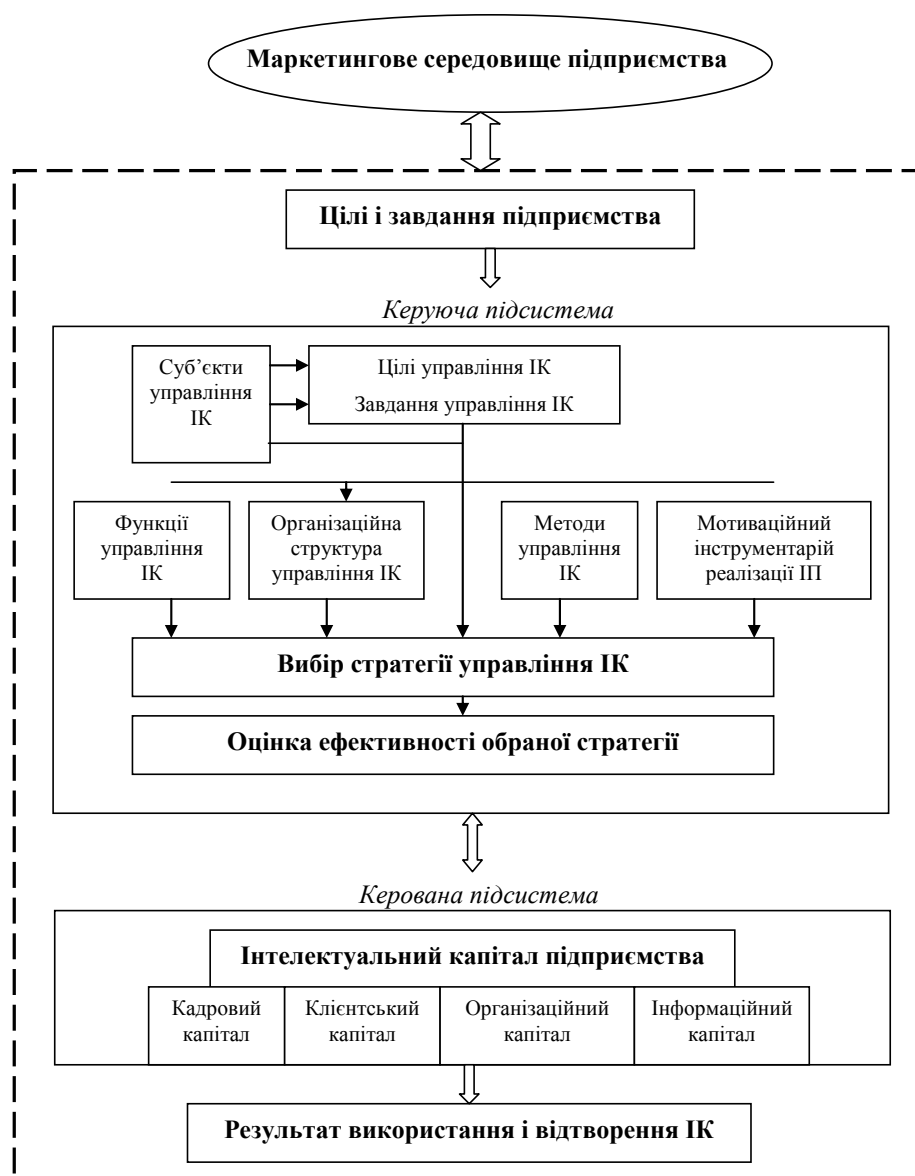 Маркетингове середовище підприємства
Цілі і завдання підприємства
Керуюча підсистема
Суб’єкти
управління
ІК
Цілі управління ІК
Завдання управління ІК
Функції
управління
ІК
Організаційна
структура
управління ІК
Методи
управління
ІК
Мотиваційний
інструментарій
реалізації ІП
Вибір стратегії управління ІК
Оцінка ефективності обраної стратегії
Керована підсистема
Інтелектуальний капітал підприємства
Кадровий
капітал
Клієнтський
капітал
Організаційний
капітал
Інформаційний
капітал
Результат використання і відтворення ІК